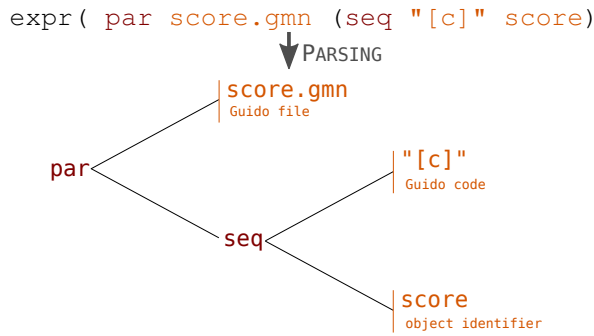 expr( par score.gmn (seq "[c]" score)
PARSING
score.gmn
Guido file
par
"[c]"
Guido code
seq
score
object identifier